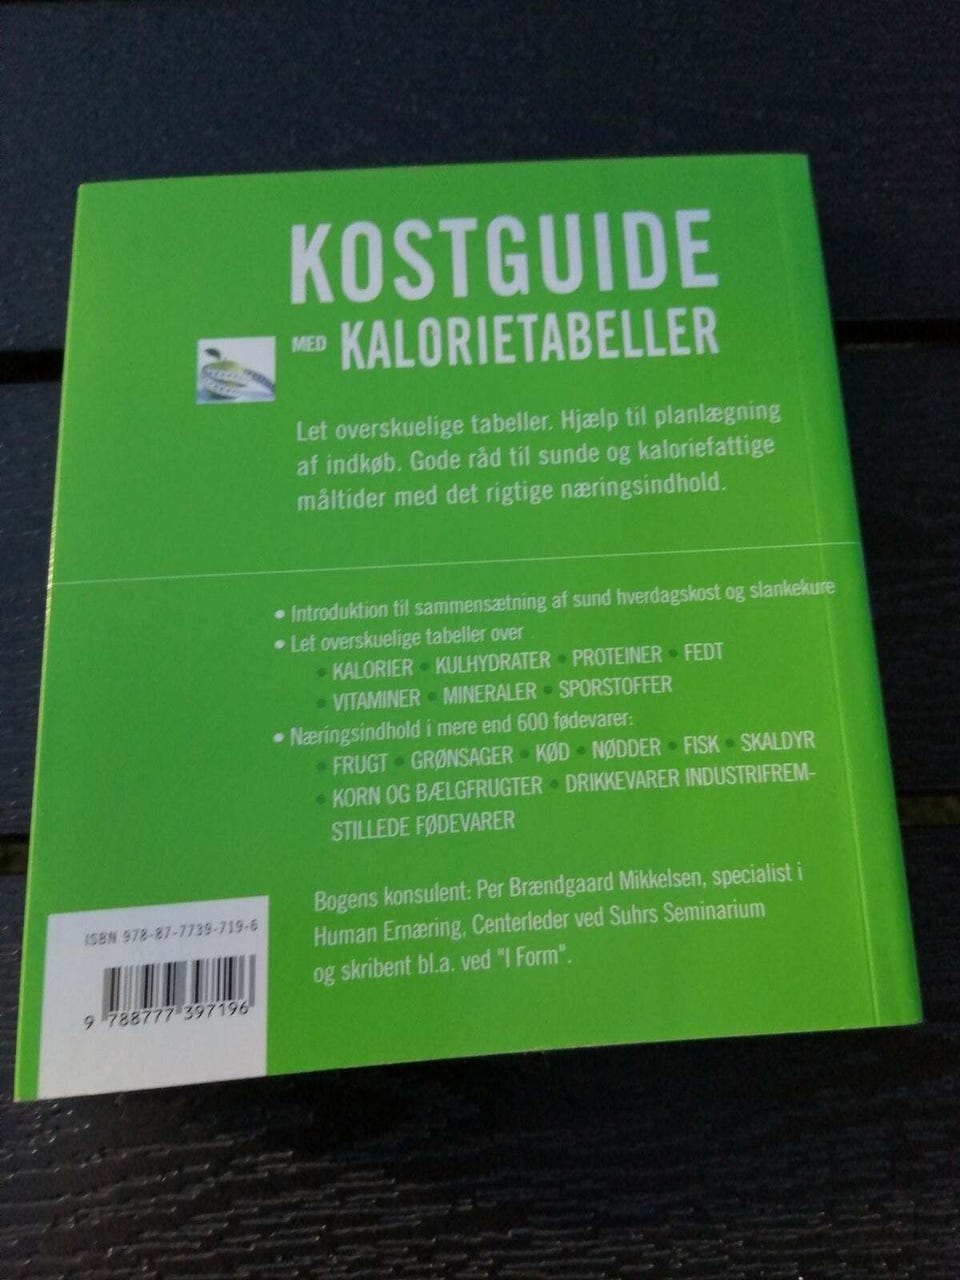 KOSTGUIDE
MED KALORIETABELLER
Let overskuelige tabeller. Hjælp til planlægning
af indkøb. Gode råd til sunde og kaloriefattige
måltider med det rigtige næringsindhold.
• Introduktion til sammensætning af sund hverdagskost og slankekure
• Let overskuelige tabeller over
• KALORIER • KULHYDRATER • PROTEINER • FEDT
• VITAMINER • MINERALER • SPORSTOFFER
• Næringsindhold i mere end 600 fødevarer:
• FRUGT • GRØNSAGER • KØD • NØDDER • FISK • SKALDYR
• KORN OG BÆLGFRUGTER • DRIKKEVARER INDUSTRIFREM-
STILLEDE FØDEVARER
Bogens konsulent: Per Brændgaard Mikkelsen, specialist i
Human Ernæring, Centerleder ved Suhrs Seminarium
og skribent bl.a. ved "I Form".
ISBN 978-87-7739-719-6
9 788777 397196